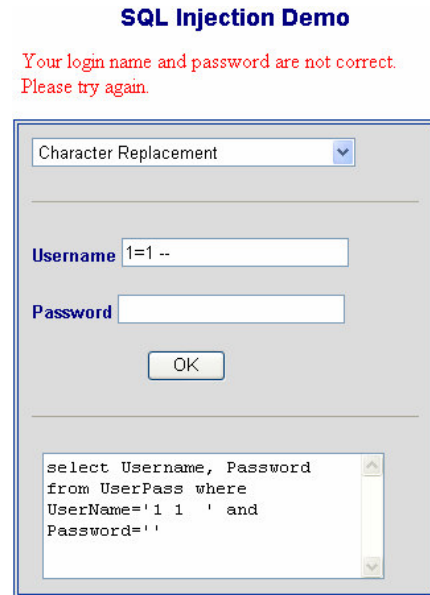 SQL Injection Demo
Your login name and password are not correct.
Please try again.
Character Replacement
Username 1=1 --
Password
OK
select Username, Password
from UserPass where
UserName='1 1  ' and
Password=''